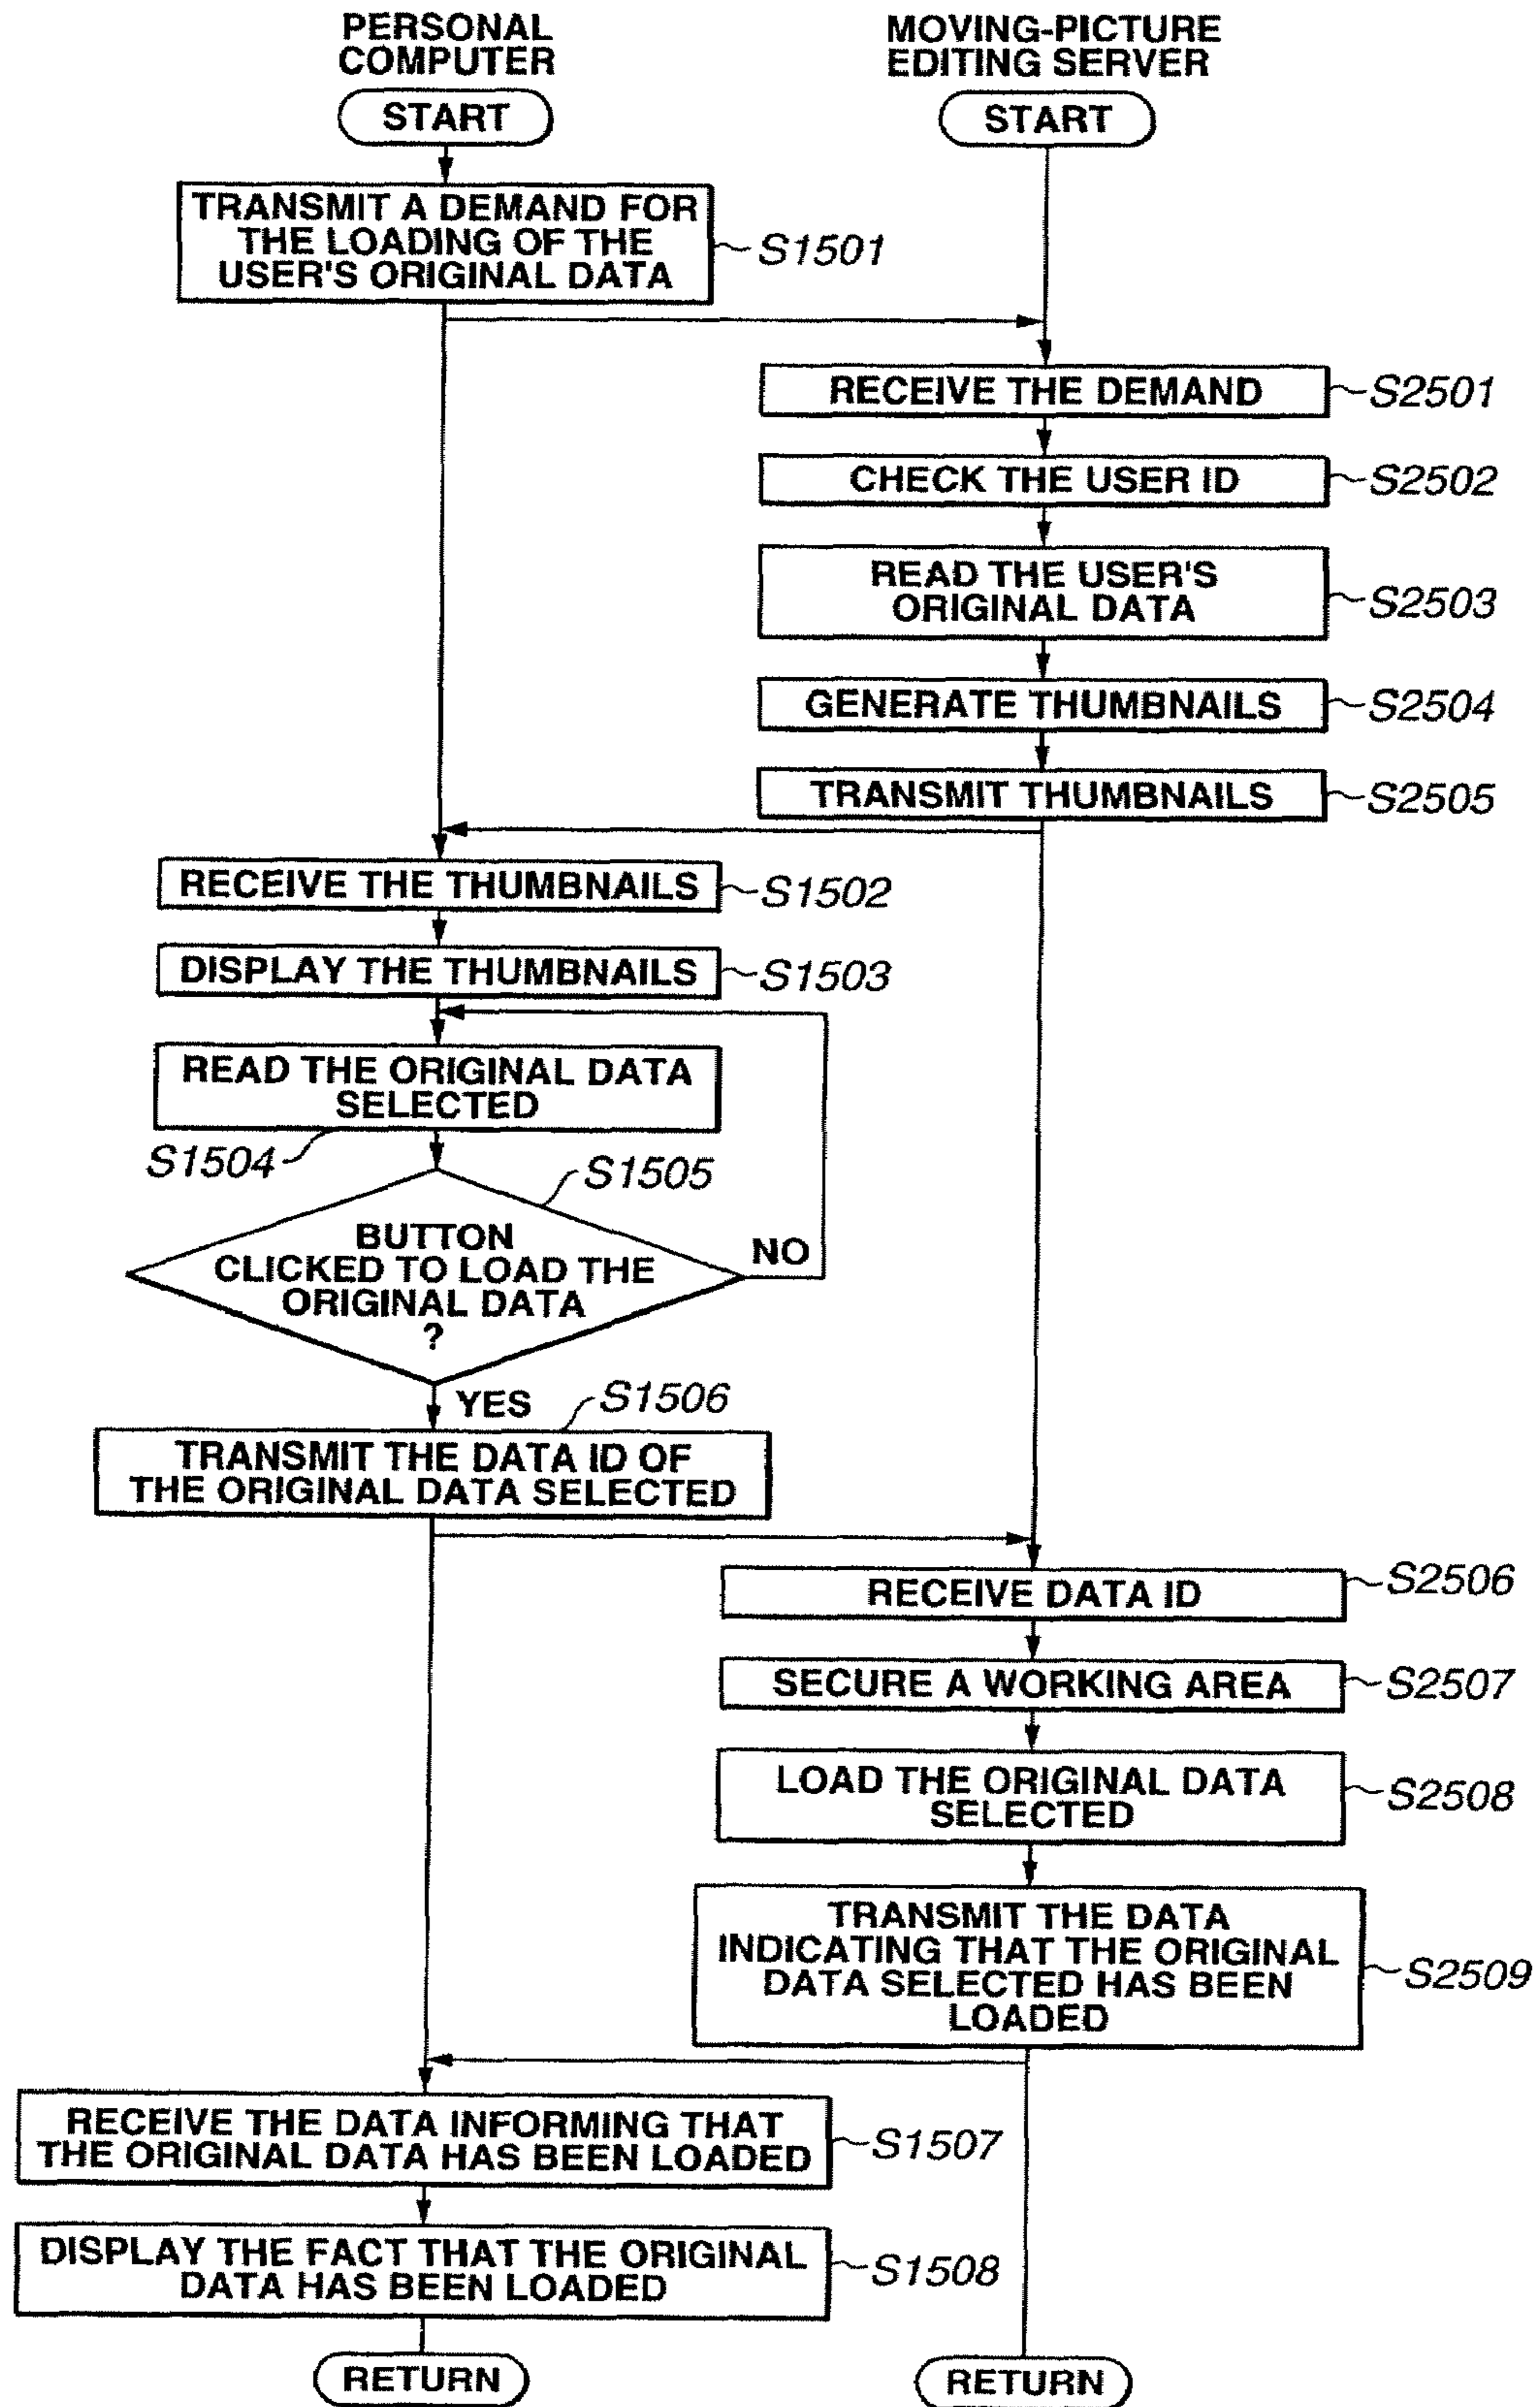 PERSONAL
COMPUTER
MOVING-PICTURE
EDITING SERVER
START
START
TRANSMIT A DEMAND FOR
THE LOADING OF THE
USER'S ORIGINAL DATA
S1501
RECEIVE THE DEMAND
S2501
CHECK THE USER ID
S2502
READ THE USER'S
ORIGINAL DATA
S2503
GENERATE THUMBNAILS
S2504
TRANSMIT THUMBNAILS
S2505
RECEIVE THE THUMBNAILS
S1502
DISPLAY THE THUMBNAILS
S1503
READ THE ORIGINAL DATA
SELECTED
S1504
S1505
BUTTON
CLICKED TO LOAD THE
ORIGINAL DATA
?
NO
YES
S1506
TRANSMIT THE DATA ID OF
THE ORIGINAL DATA SELECTED
RECEIVE DATA ID
S2506
SECURE A WORKING AREA
S2507
LOAD THE ORIGINAL DATA
SELECTED
S2508
TRANSMIT THE DATA
INDICATING THAT THE ORIGINAL
DATA SELECTED HAS BEEN
LOADED
S2509
RECEIVE THE DATA INFORMING THAT
THE ORIGINAL DATA HAS BEEN LOADED
S1507
DISPLAY THE FACT THAT THE ORIGINAL
DATA HAS BEEN LOADED
S1508
RETURN
RETURN